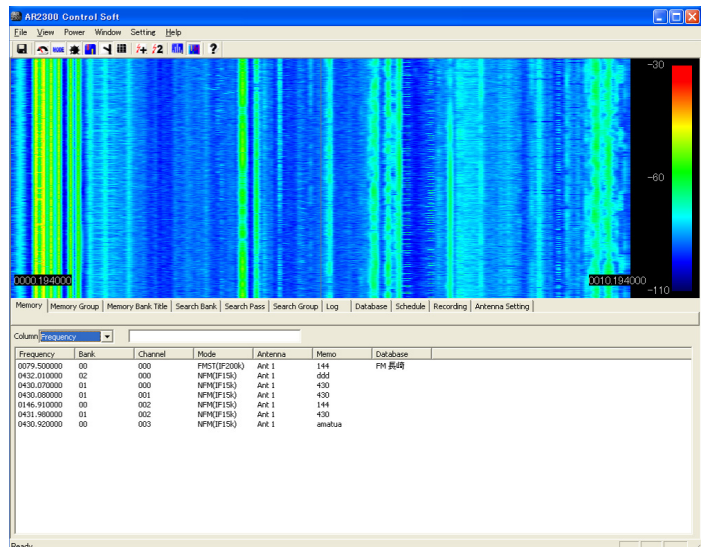 AR2300 Control Soft
File View Power Window Setting Help
MODE 1+ 2 ?
-30
-60
0000.194000 0010.194000
-110
Memory Memory Group Memory Bank Title Search Bank Search Pass Search Group Log Database Schedule Recording Antenna Setting
Column Frequency
Frequency Bank Channel Mode Antenna Memo Database
0079.500000 00 000 FMST(IF200k) Ant 1 144 FM 長崎
0432.010000 02 000 NFM(IF15k) Ant 1 ddd
0430.070000 01 000 NFM(IF15k) Ant 1 430
0430.080000 01 001 NFM(IF15k) Ant 1 430
0146.910000 00 002 NFM(IF15k) Ant 1 144
0431.980000 01 002 NFM(IF15k) Ant 1 430
0430.920000 00 003 NFM(IF15k) Ant 1 amatua
Ready